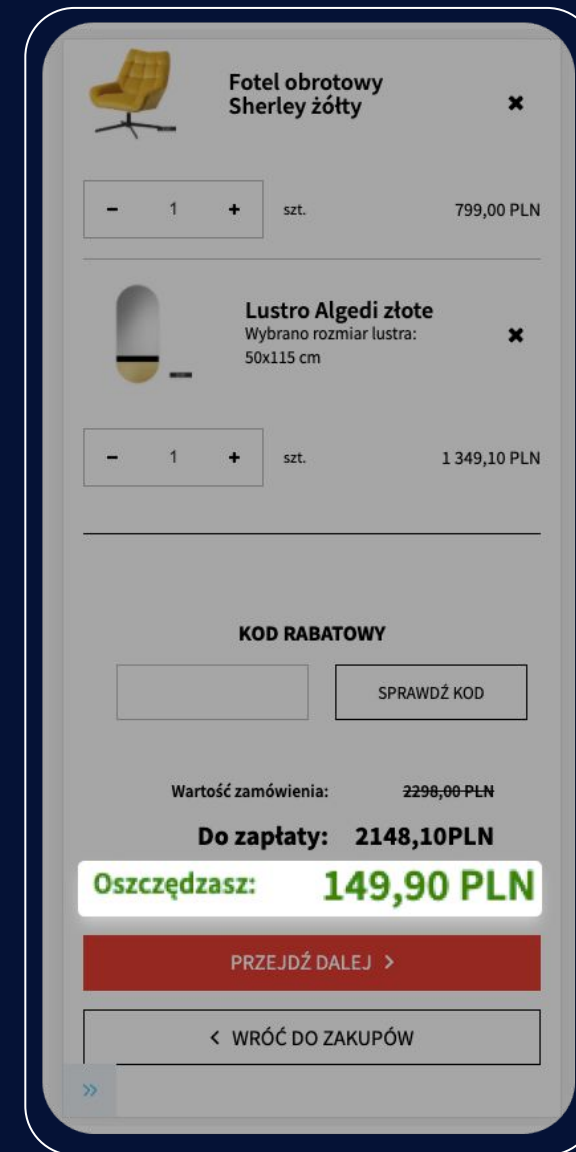 Fotel obrotowy
Sherley żółty
✖
- 1 + szt. 799,00 PLN
Lustro Algedi złote
Wybrano rozmiar lustra:
50x115 cm
✖
- 1 + szt. 1 349,10 PLN
KOD RABATOWY
SPRAWDŹ KOD
Wartość zamówienia: 2298,00 PLN
Do zapłaty: 2148,10PLN
Oszczędzasz: 149,90 PLN
PRZEJDŹ DALEJ >
< WRÓĆ DO ZAKUPÓW
»